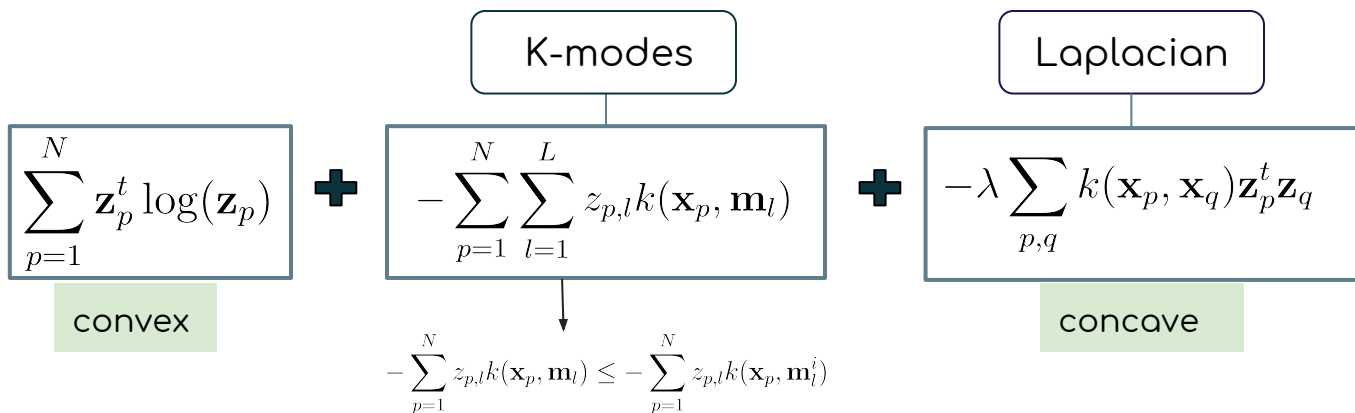 K-modes
Laplacian
$\sum_{p=1}^{N} \mathbf{z}_p^t \log(\mathbf{z}_p)$ + $-\sum_{p=1}^{N} \sum_{l=1}^{L} z_{p,l} k(\mathbf{x}_p, \mathbf{m}_l)$ + $-\lambda \sum_{p,q} k(\mathbf{x}_p, \mathbf{x}_q) \mathbf{z}_p^t \mathbf{z}_q$
convex
concave
$-\sum_{p=1}^{N} z_{p,l} k(\mathbf{x}_p, \mathbf{m}_l) \leq -\sum_{p=1}^{N} z_{p,l} k(\mathbf{x}_p, \mathbf{m}_l^i)$